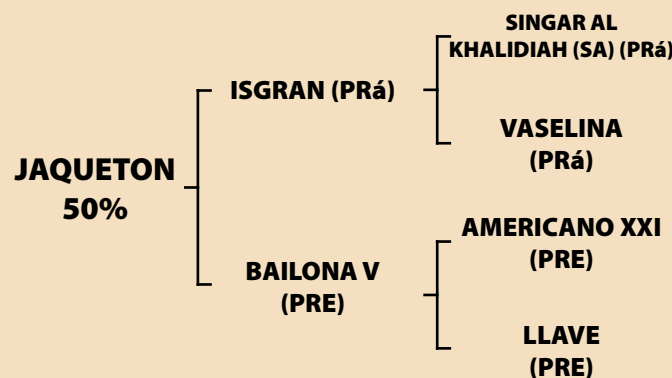 JAQUETON
50%
ISGRAN (PRá)
BAILONA V
(PRE)
SINGAR AL
KHALIDIAH (SA) (PRá)
VASELINA
(PRá)
AMERICANO XXI
(PRE)
LLAVE
(PRE)